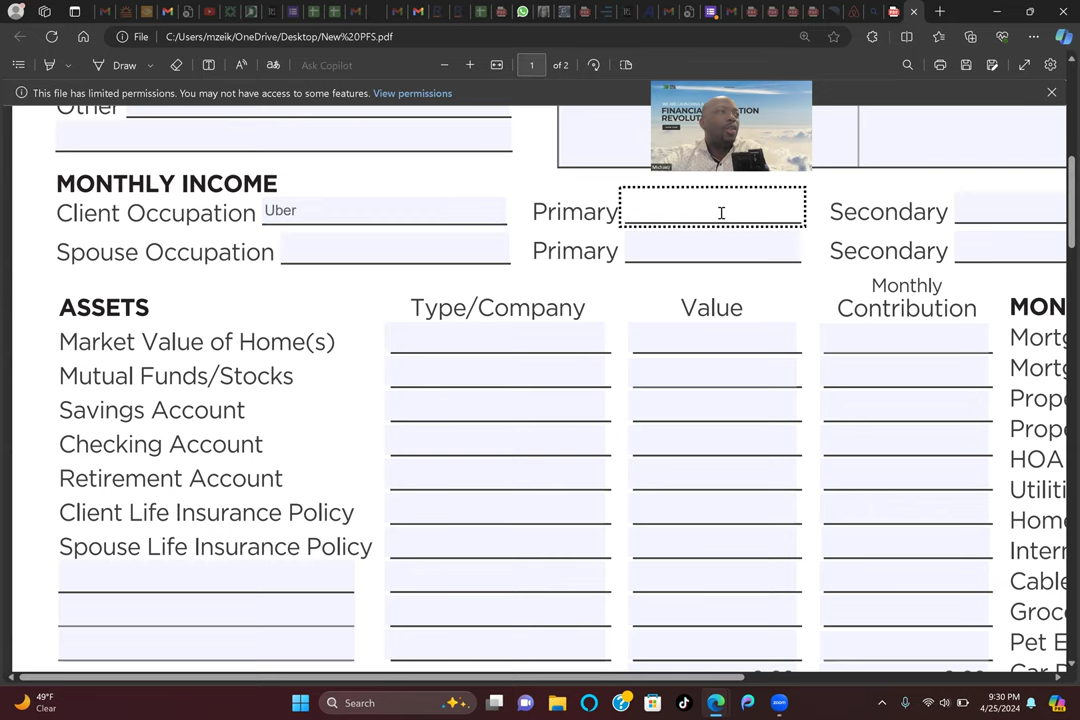 File
C:/Users/mzeik/OneDrive/Desktop/New%20PFS.pdf
Draw
Ask Copilot
1
of 2
This file has limited permissions. You may not have access to some features. View permissions
Other
MONTHLY INCOME
Client Occupation Uber Primary Secondary
Spouse Occupation Primary Secondary
Monthly
ASSETS Type/Company Value Contribution MON
Market Value of Home(s) Mortg
Mutual Funds/Stocks Mortg
Savings Account Prope
Checking Account Prope
Retirement Account HOA
Client Life Insurance Policy Utiliti
Spouse Life Insurance Policy Home
Intern
Cable
Groce
Pet E
Michael
49°F
Clear
Search
9:30 PM
4/25/2024